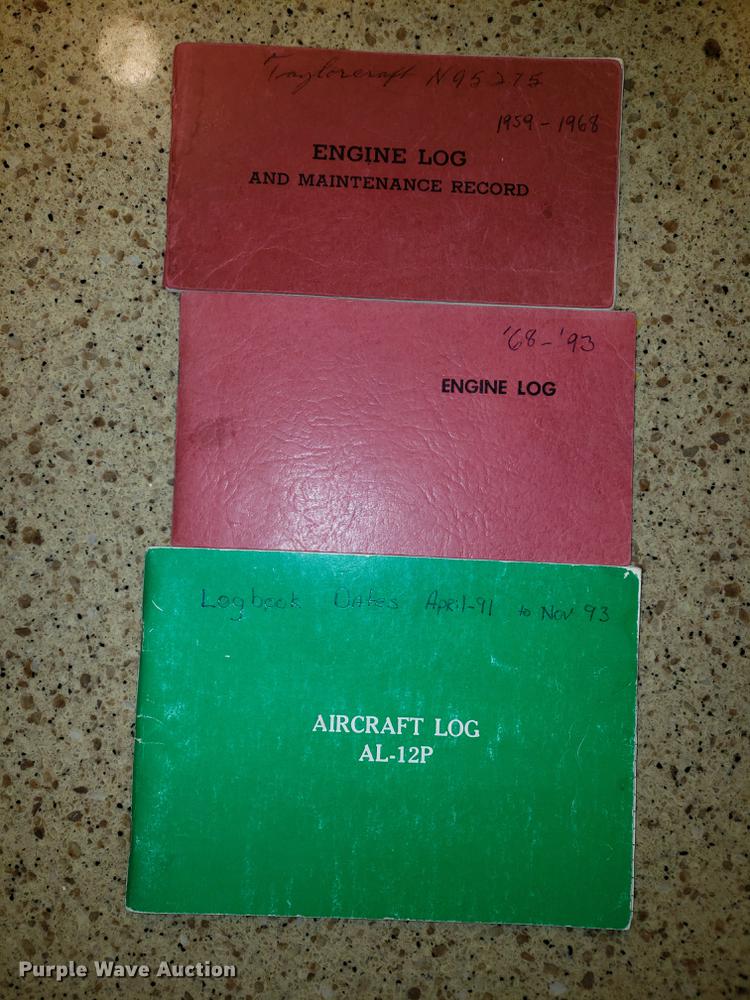 Taylorcraft N95275
1959-1968
ENGINE LOG
AND MAINTENANCE RECORD
'68-'93
ENGINE LOG
Logbook Dates April-91 to Nov 93
AIRCRAFT LOG
AL-12P
Purple Wave Auction